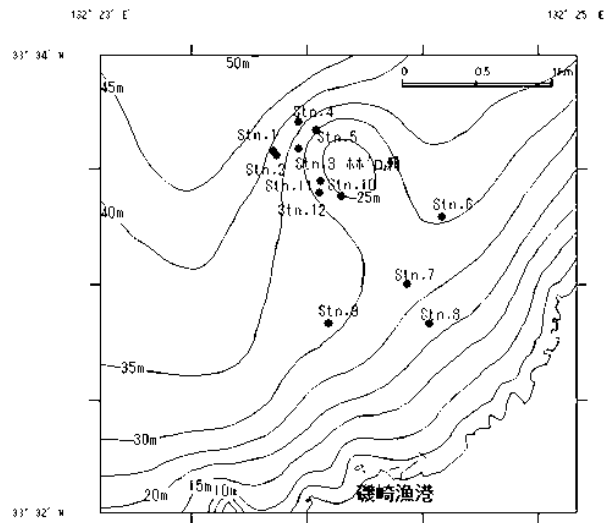 132° 23' E
132° 25 E
33° 34' N
50m
0 0.5 1km
45m
Stn.4
Stn.1
Stn.5
Stn.3
Stn.2
Stn.11
Stn.10
25m
40m
Stn.12
Stn.6
Stn.7
Stn.9
Stn.8
35m
30m
15m
10m
20m
33° 32' N
磯崎漁港